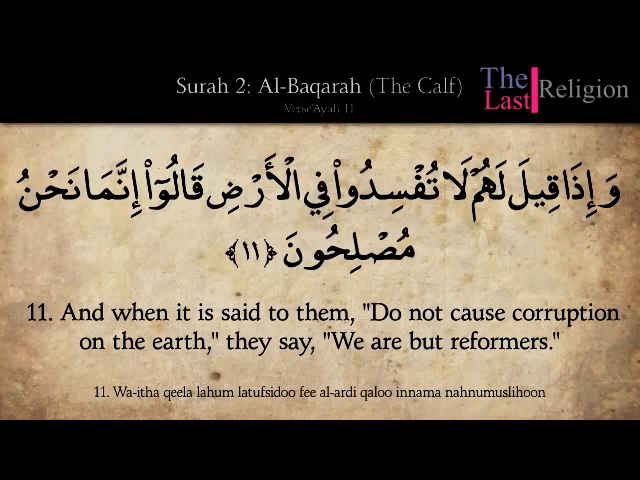 Surah 2: Al-Baqarah (The Calf)
Verse/Ayah 11
The
Last
Religion
وَإِذَا قِيلَ لَهُمْ لَا تُفْسِدُوا۟ فِي الْأَرْضِ قَالُوٓا۟ إِنَّمَا نَحْنُ
مُصْلِحُونَ ﴿١١﴾
11. And when it is said to them, "Do not cause corruption
on the earth," they say, "We are but reformers."
11. Wa-itha qeela lahum latufsidoo fee al-ardi qaloo innama nahnumuslihoon